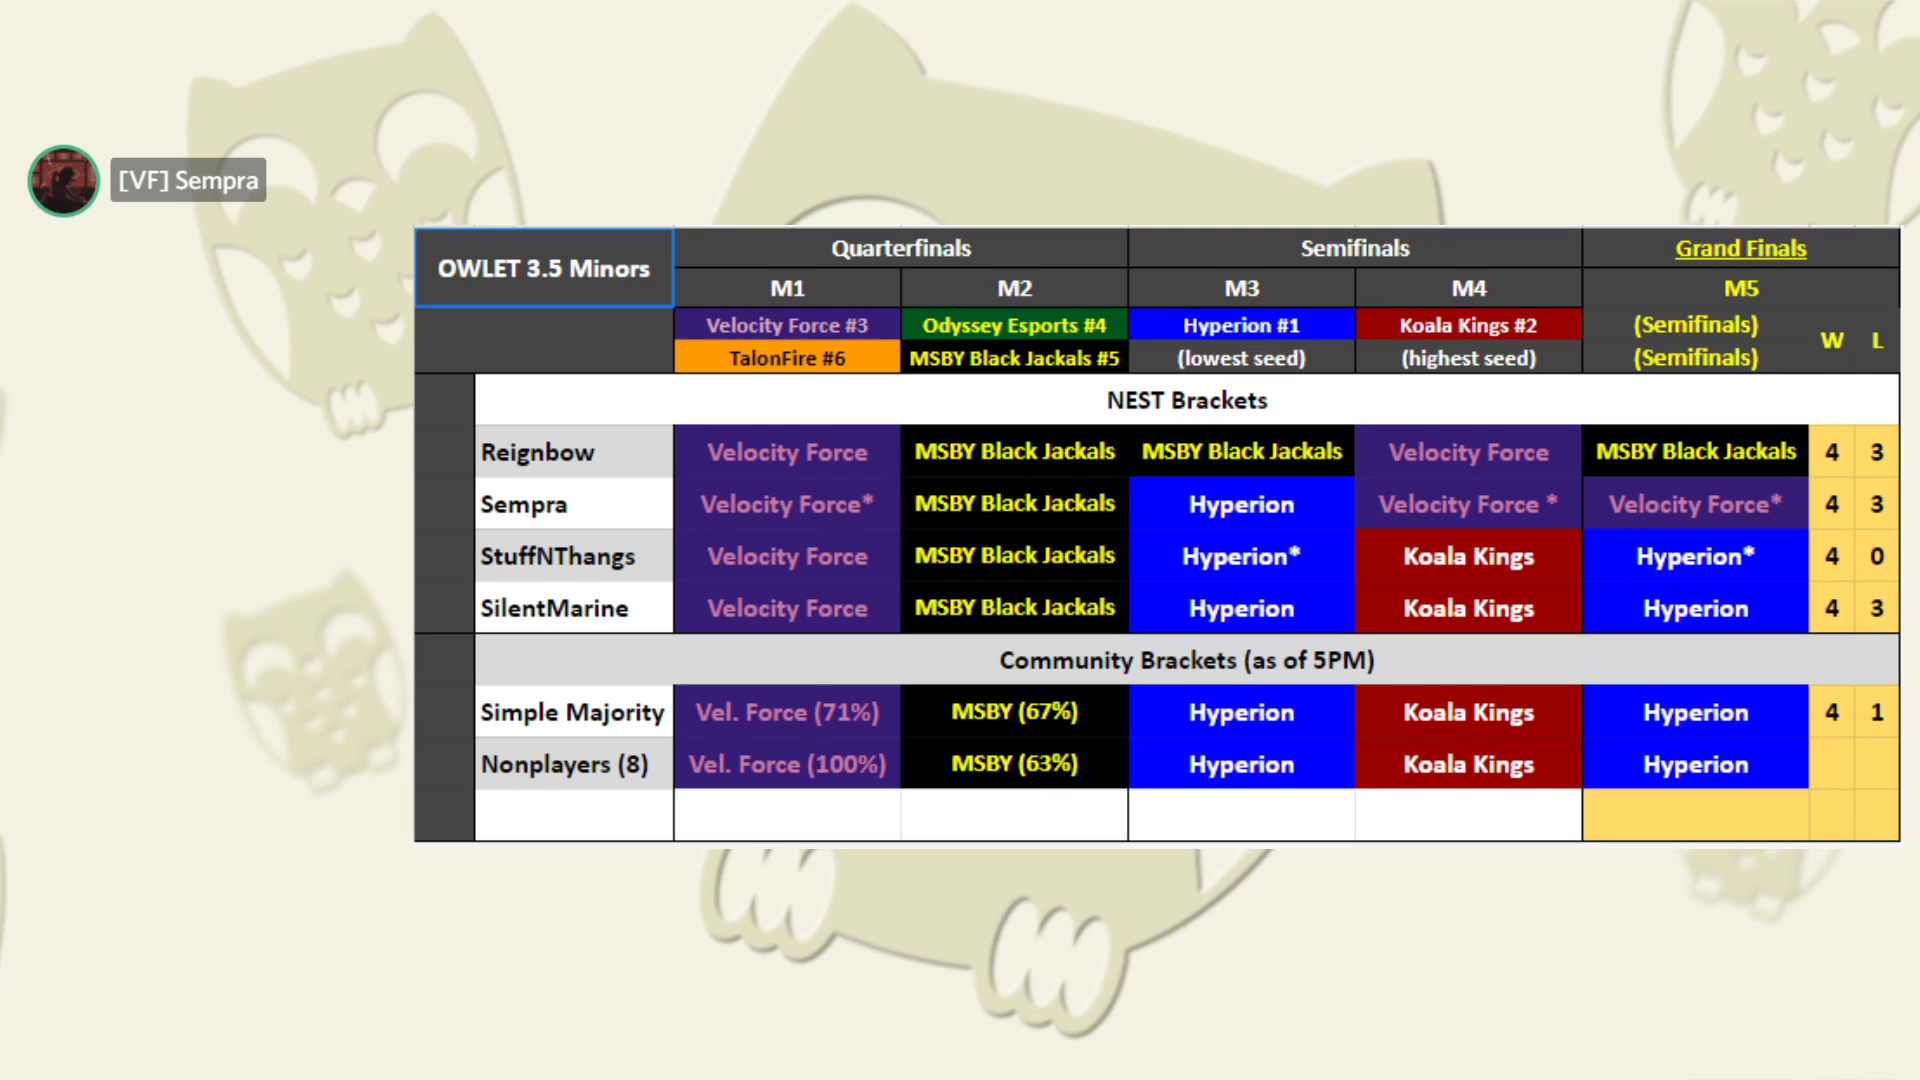 [VF] Sempra
OWLET 3.5 Minors
Quarterfinals Semifinals Grand Finals
M1 M2 M3 M4 M5
Velocity Force #3 Odyssey Esports #4 Hyperion #1 Koala Kings #2 (Semifinals) W L
TalonFire #6 MSBY Black Jackals #5 (lowest seed) (highest seed) (Semifinals)
NEST Brackets
Reignbow Velocity Force MSBY Black Jackals MSBY Black Jackals Velocity Force MSBY Black Jackals 4 3
Sempra Velocity Force* MSBY Black Jackals Hyperion Velocity Force * Velocity Force* 4 3
StuffNThangs Velocity Force MSBY Black Jackals Hyperion* Koala Kings Hyperion* 4 0
SilentMarine Velocity Force MSBY Black Jackals Hyperion Koala Kings Hyperion 4 3
Community Brackets (as of 5PM)
Simple Majority Vel. Force (71%) MSBY (67%) Hyperion Koala Kings Hyperion 4 1
Nonplayers (8) Vel. Force (100%) MSBY (63%) Hyperion Koala Kings Hyperion